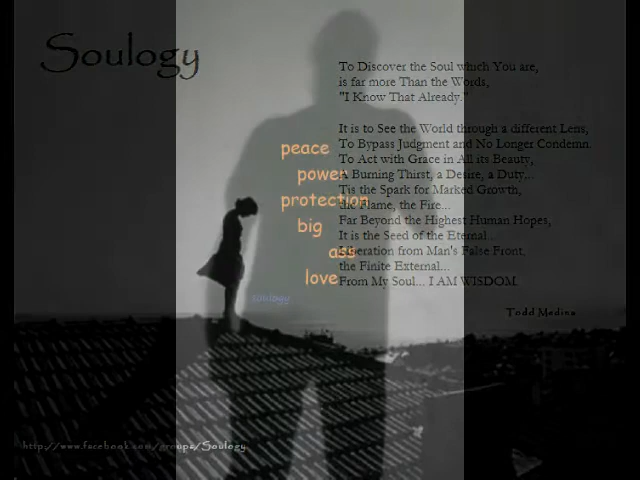 Soulogy
To Discover the Soul which You are,
is far more Than the Words,
"I Know That Already."
It is to See the World through a different Lens,
To Bypass Judgment and No Longer Condemn.
To Act with Grace in All its Beauty,
A Burning Thirst, a Desire, a Duty...
'Tis the Spark for Marked Growth,
the Flame, the Fire...
Far Beyond the Highest Human Hopes,
It is the Seed of the Eternal...
Liberation from Man's False Front,
the Finite External...
From My Soul... I AM WISDOM.
Todd Medina
peace
power
protection
big
ass
love
soulogy
http://www.facebook.com/groups/Soulogy